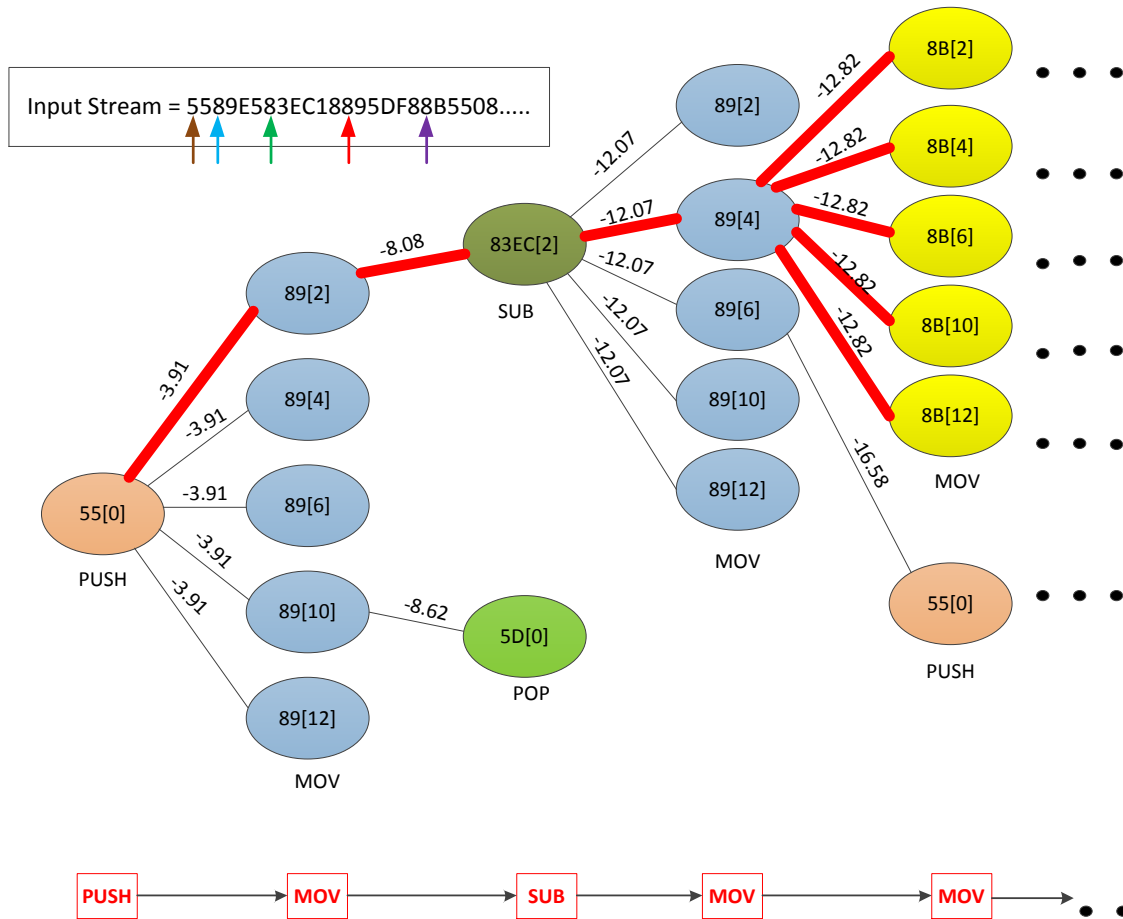 Input Stream = 5589E583EC18895DF88B5508.....
8B[2]
-12.82
89[2]
8B[4]
-12.07
-12.82
-12.07
89[4]
-12.82
8B[6]
-8.08
83EC[2]
-12.07
-12.82
89[2]
SUB
89[6]
8B[10]
-12.07
-12.82
-3.91
-12.07
89[4]
89[10]
8B[12]
-3.91
-16.58
MOV
-3.91
89[6]
89[12]
55[0]
-3.91
MOV
PUSH
-3.91
89[10]
-8.62
5D[0]
55[0]
PUSH
POP
89[12]
MOV
PUSH
MOV
SUB
MOV
MOV